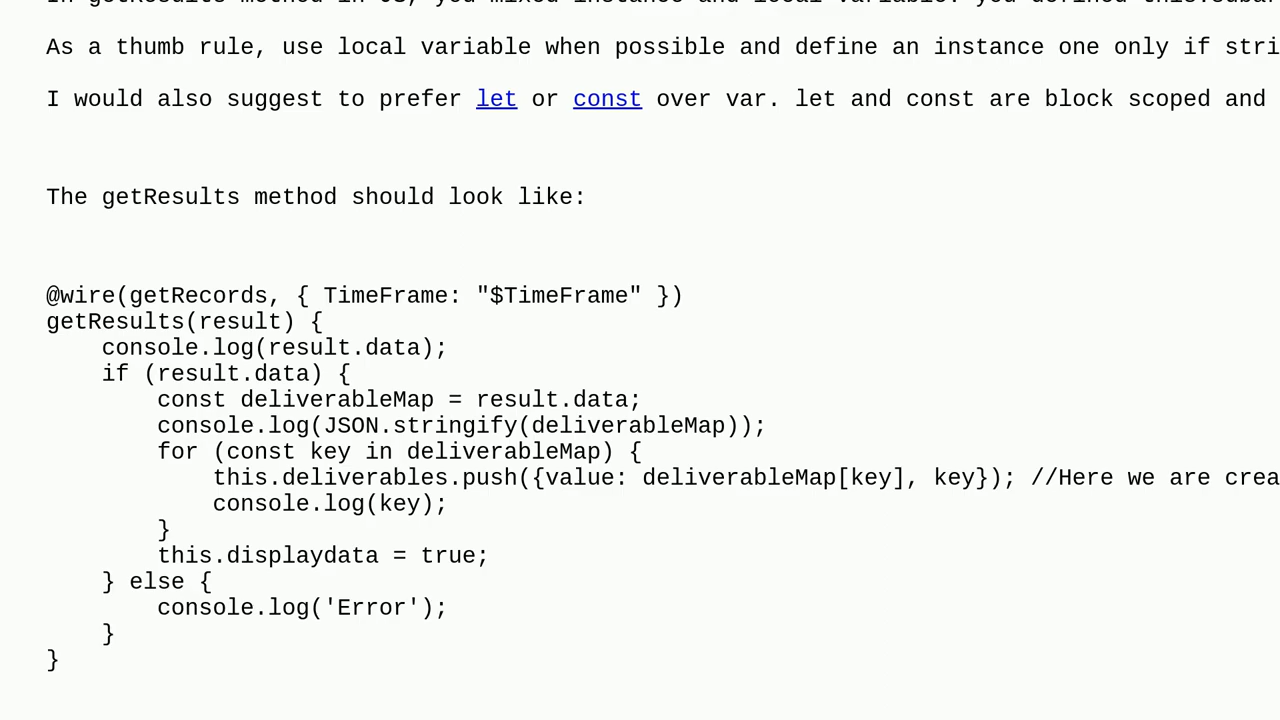 As a thumb rule, use local variable when possible and define an instance one only if
I would also suggest to prefer let or const over var. let and const are block scoped and
The getResults method should look like:
@wire(getRecords, { TimeFrame: "$TimeFrame" })
getResults(result) {
    console.log(result.data);
    if (result.data) {
        const deliverableMap = result.data;
        console.log(JSON.stringify(deliverableMap));
        for (const key in deliverableMap) {
            this.deliverables.push({value: deliverableMap[key], key}); //Here we are
            console.log(key);
        }
        this.displaydata = true;
    } else {
        console.log('Error');
    }
}